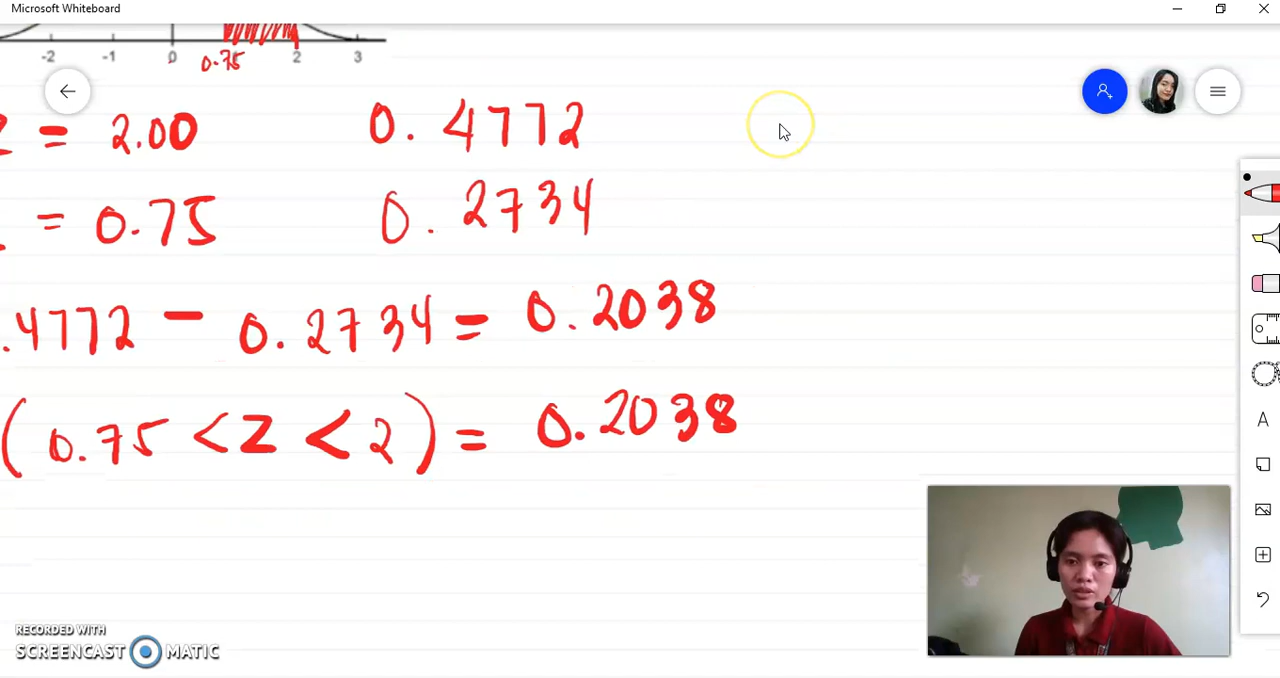 Microsoft Whiteboard
-2 -1 0 2 3
0.75
= 2.00 0.4772
= 0.75 0.2734
.4772 - 0.2734 = 0.2038
(0.75 < Z < 2) = 0.2038
A
RECORDED WITH
SCREENCAST MATIC